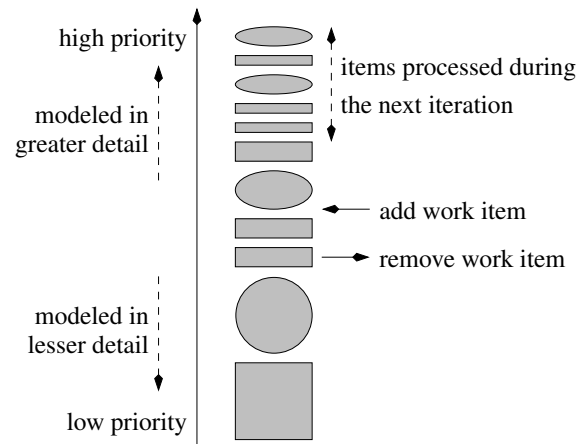 high priority
items processed during
the next iteration
modeled in
greater detail
add work item
remove work item
modeled in
lesser detail
low priority